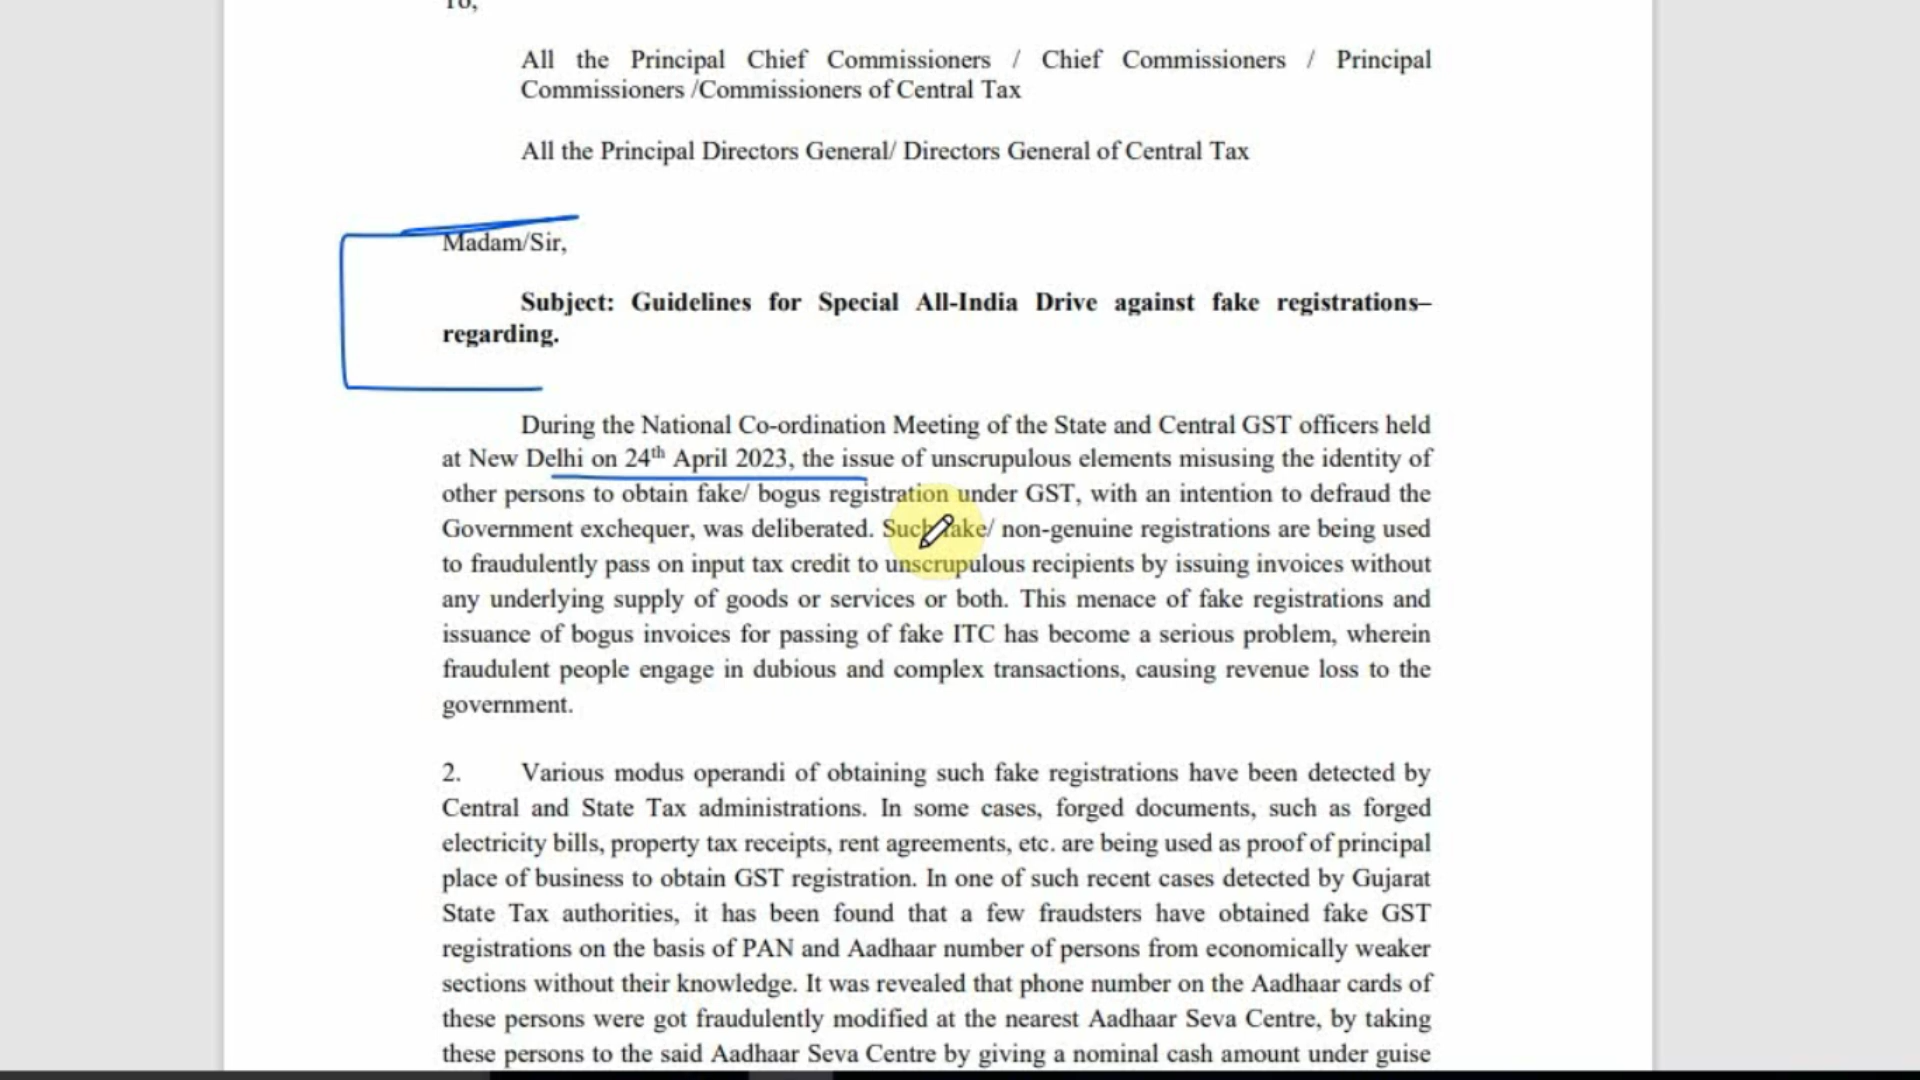 To,
All the Principal Chief Commissioners / Chief Commissioners / Principal
Commissioners /Commissioners of Central Tax
All the Principal Directors General/ Directors General of Central Tax
Madam/Sir,
Subject: Guidelines for Special All-India Drive against fake registrations–
regarding.
During the National Co-ordination Meeting of the State and Central GST officers held
at New Delhi on 24th April 2023, the issue of unscrupulous elements misusing the identity of
other persons to obtain fake/ bogus registration under GST, with an intention to defraud the
Government exchequer, was deliberated. Such fake/ non-genuine registrations are being used
to fraudulently pass on input tax credit to unscrupulous recipients by issuing invoices without
any underlying supply of goods or services or both. This menace of fake registrations and
issuance of bogus invoices for passing of fake ITC has become a serious problem, wherein
fraudulent people engage in dubious and complex transactions, causing revenue loss to the
government.
2. Various modus operandi of obtaining such fake registrations have been detected by
Central and State Tax administrations. In some cases, forged documents, such as forged
electricity bills, property tax receipts, rent agreements, etc. are being used as proof of principal
place of business to obtain GST registration. In one of such recent cases detected by Gujarat
State Tax authorities, it has been found that a few fraudsters have obtained fake GST
registrations on the basis of PAN and Aadhaar number of persons from economically weaker
sections without their knowledge. It was revealed that phone number on the Aadhaar cards of
these persons were got fraudulently modified at the nearest Aadhaar Seva Centre, by taking
these persons to the said Aadhaar Seva Centre by giving a nominal cash amount under guise